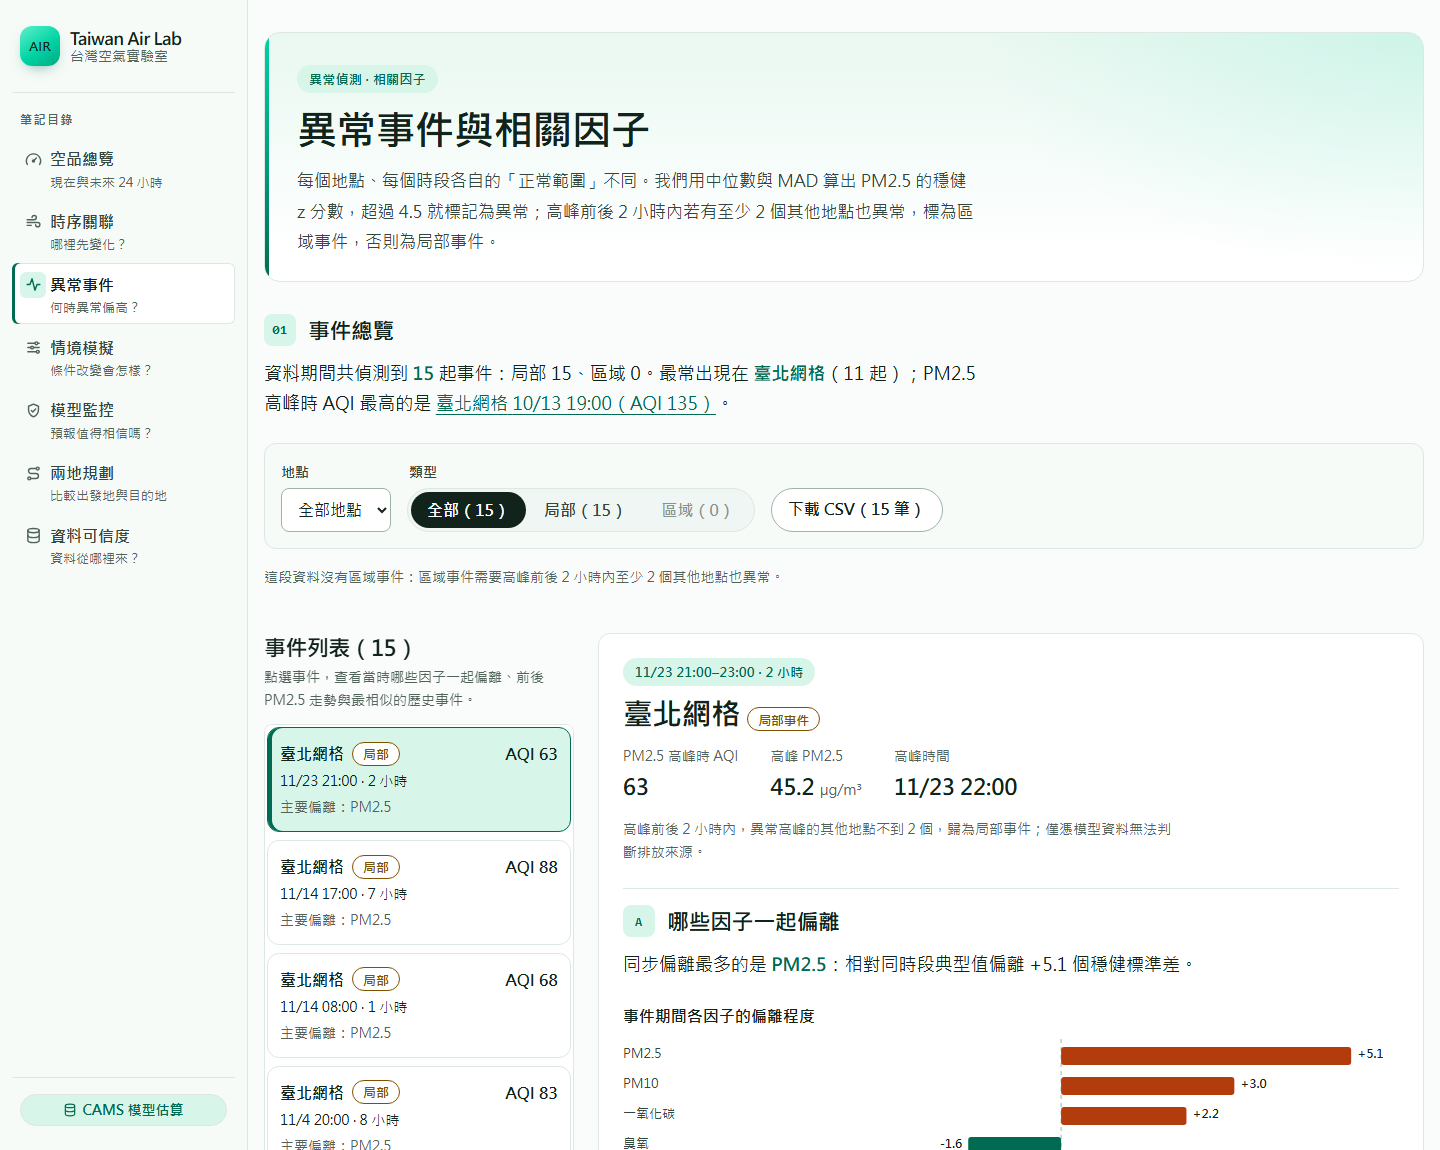 AIR
Taiwan Air Lab
台灣空氣實驗室
筆記目錄
空品總覽
現在與未來 24 小時
時序關聯
哪裡先變化？
異常事件
何時異常偏高？
情境模擬
條件改變會怎樣？
模型監控
預報值得相信嗎？
兩地規劃
比較出發地與目的地
資料可信度
資料從哪裡來？
CAMS 模型估算
異常偵測 · 相關因子
異常事件與相關因子
每個地點、每個時段各自的「正常範圍」不同。我們用中位數與 MAD 算出 PM2.5 的穩健
z 分數，超過 4.5 就標記為異常；高峰前後 2 小時內若有至少 2 個其他地點也異常，標為區
域事件，否則為局部事件。
01
事件總覽
資料期間共偵測到 15 起事件：局部 15、區域 0。最常出現在 臺北網格（11 起）；PM2.5
高峰時 AQI 最高的是 臺北網格 10/13 19:00（AQI 135）。
地點
類型
全部地點
全部（15）
局部（15）
區域（0）
下載 CSV（15 筆）
這段資料沒有區域事件：區域事件需要高峰前後 2 小時內至少 2 個其他地點也異常。
事件列表（15）
點選事件，查看當時哪些因子一起偏離、前後
PM2.5 走勢與最相似的歷史事件。
臺北網格 局部 AQI 63
11/23 21:00 · 2 小時
主要偏離：PM2.5
臺北網格 局部 AQI 88
11/14 17:00 · 7 小時
主要偏離：PM2.5
臺北網格 局部 AQI 68
11/14 08:00 · 1 小時
主要偏離：PM2.5
臺北網格 局部 AQI 83
11/4 20:00 · 8 小時
主要偏離：PM2.5
11/23 21:00–23:00 · 2 小時
臺北網格 局部事件
PM2.5 高峰時 AQI
63
高峰 PM2.5
45.2 μg/m³
高峰時間
11/23 22:00
高峰前後 2 小時內，異常高峰的其他地點不到 2 個，歸為局部事件；僅憑模型資料無法判
斷排放來源。
A
哪些因子一起偏離
同步偏離最多的是 PM2.5：相對同時段典型值偏離 +5.1 個穩健標準差。
事件期間各因子的偏離程度
PM2.5 +5.1
PM10 +3.0
一氧化碳 +2.2
臭氧 -1.6